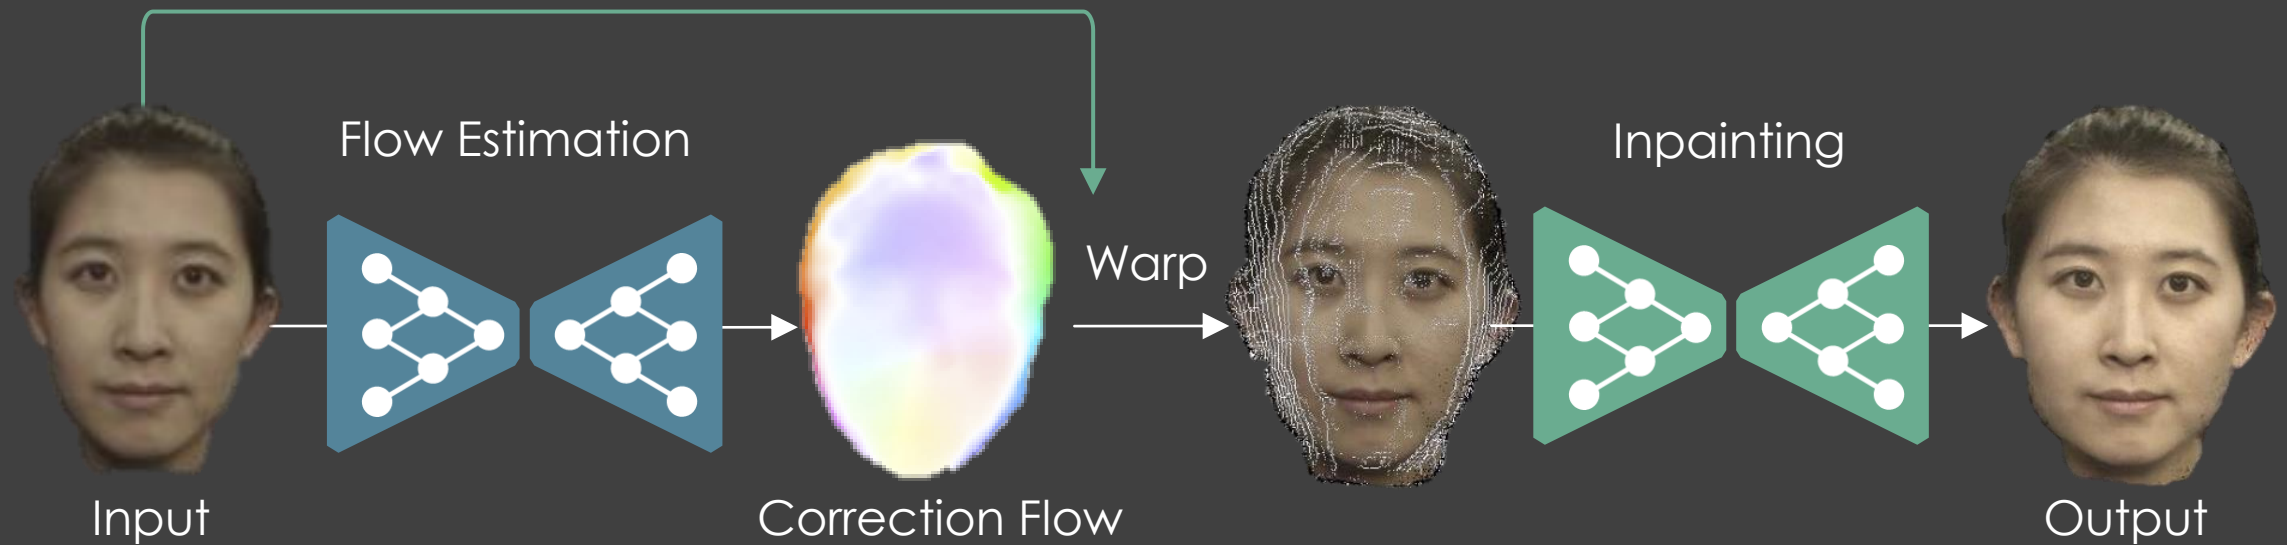 Flow Estimation
Inpainting
Warp
Input
Correction Flow
Output